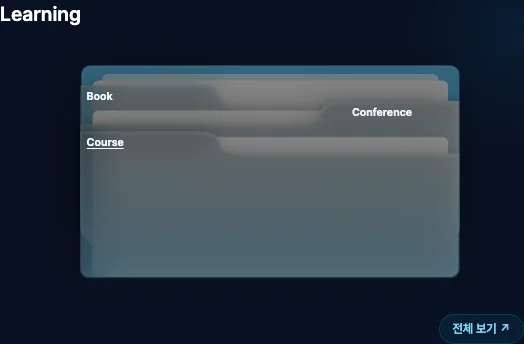 Learning
Book
Conference
Course
전체 보기 ↗